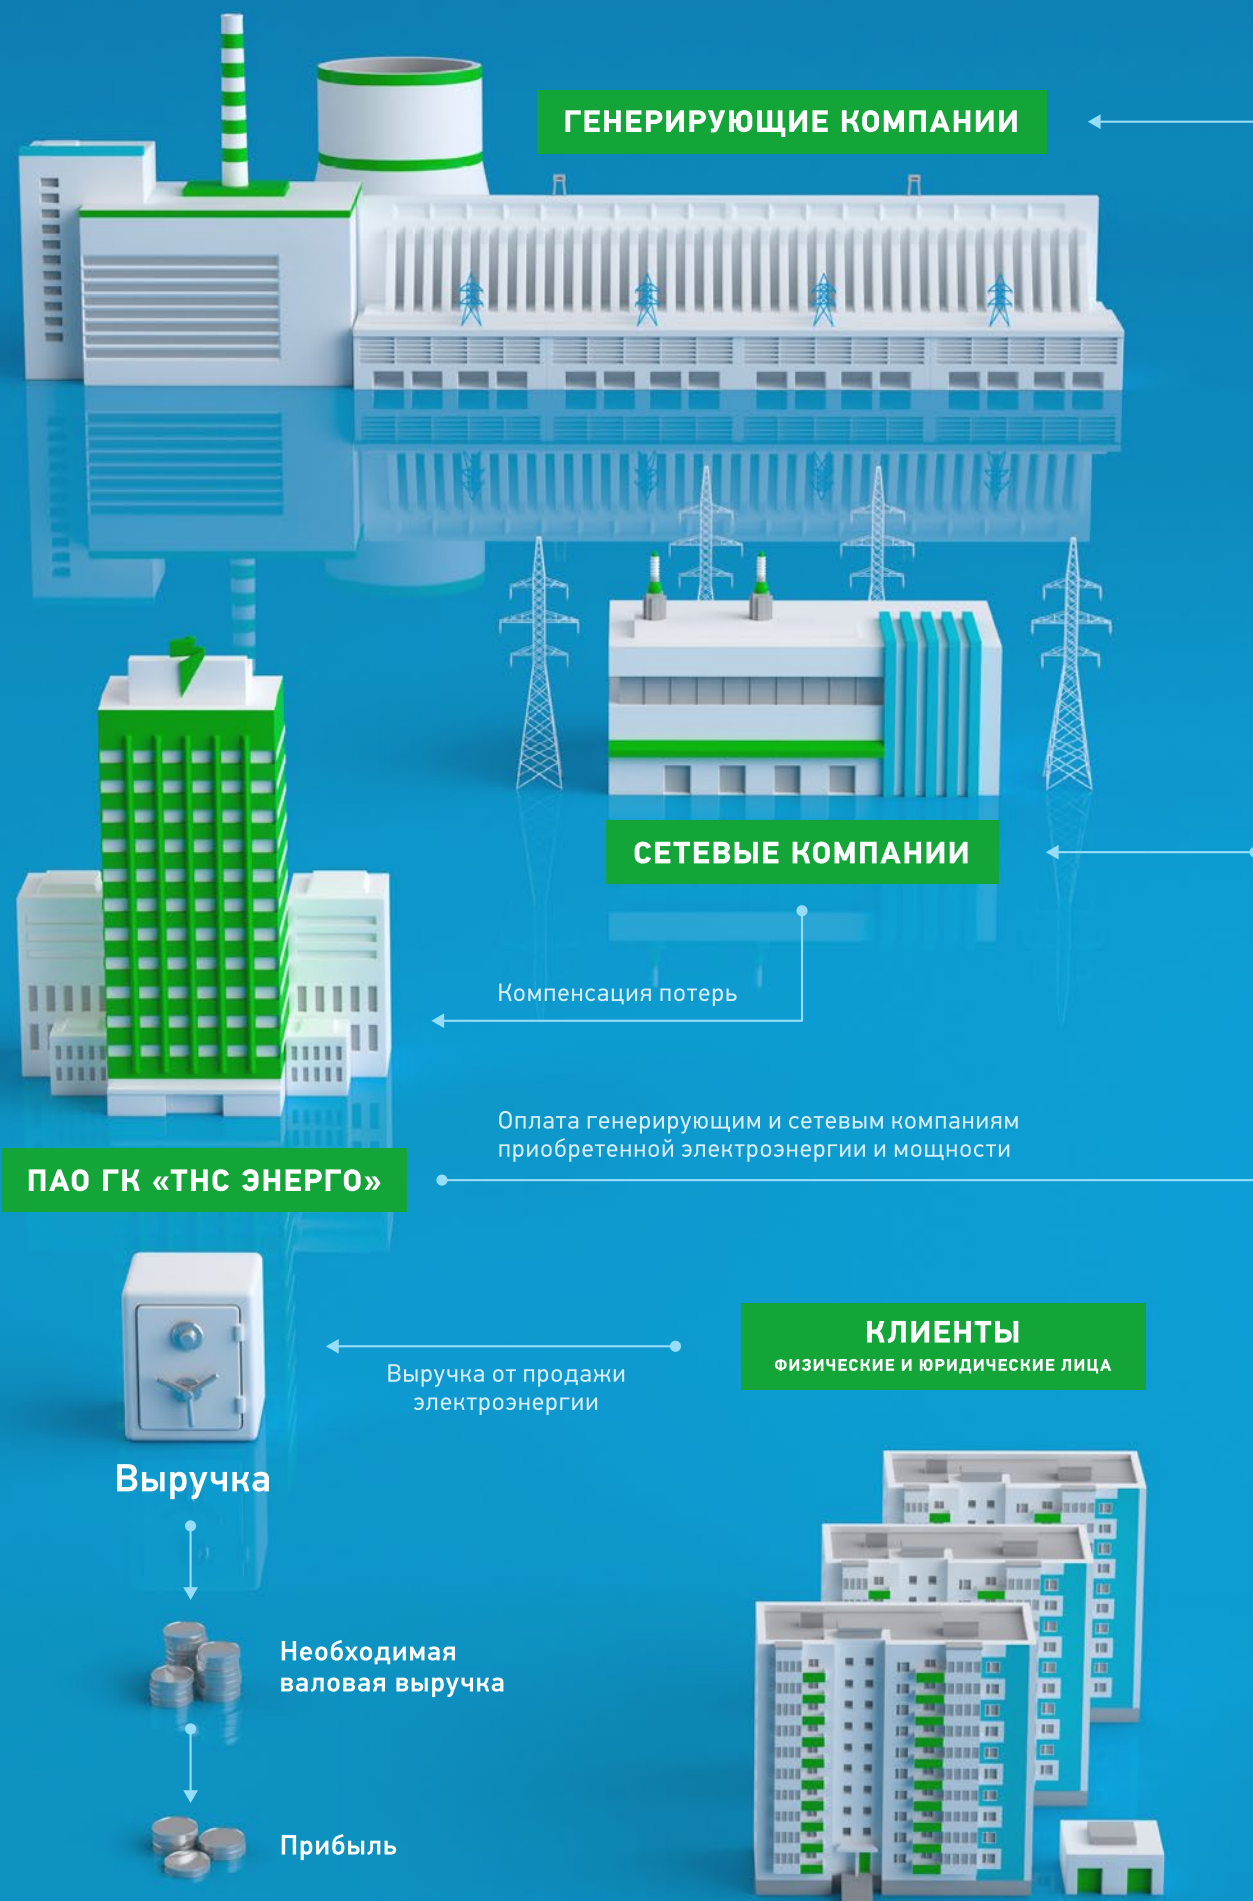 ГЕНЕРИРУЮЩИЕ КОМПАНИИ
СЕТЕВЫЕ КОМПАНИИ
Компенсация потерь
Оплата генерирующим и сетевым компаниям
приобретенной электроэнергии и мощности
ПАО ГК «ТНС ЭНЕРГО»
КЛИЕНТЫ
ФИЗИЧЕСКИЕ И ЮРИДИЧЕСКИЕ ЛИЦА
Выручка от продажи
электроэнергии
Выручка
Необходимая
валовая выручка
Прибыль